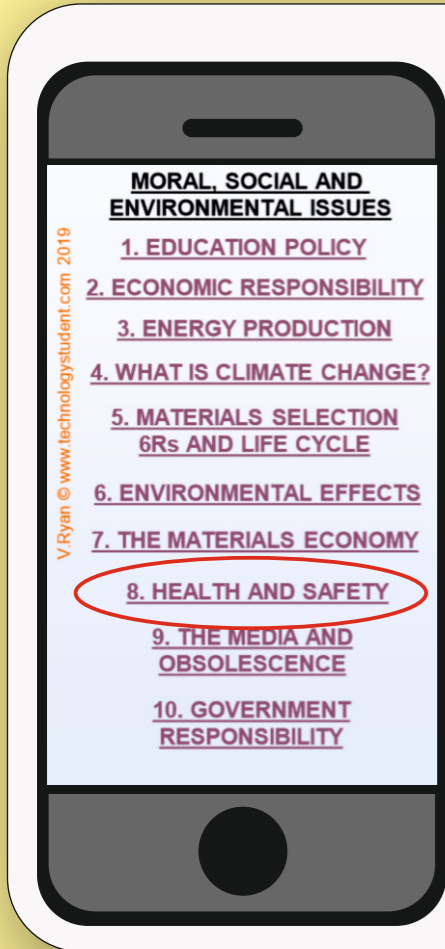 MORAL, SOCIAL AND
ENVIRONMENTAL ISSUES
1. EDUCATION POLICY
2. ECONOMIC RESPONSIBILITY
3. ENERGY PRODUCTION
4. WHAT IS CLIMATE CHANGE?
5. MATERIALS SELECTION
6Rs AND LIFE CYCLE
6. ENVIRONMENTAL EFFECTS
7. THE MATERIALS ECONOMY
8. HEALTH AND SAFETY
9. THE MEDIA AND
OBSOLESCENCE
10. GOVERNMENT
RESPONSIBILITY
V.Ryan © www.technologystudent.com 2019